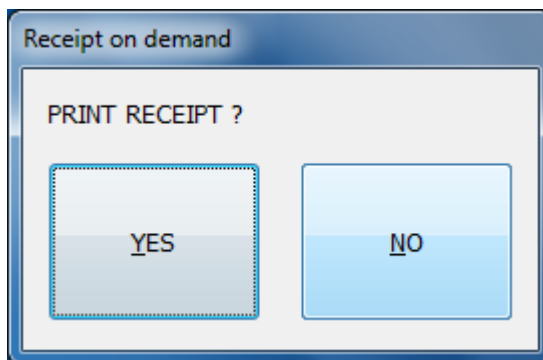 Receipt on demand
PRINT RECEIPT ?
YES NO